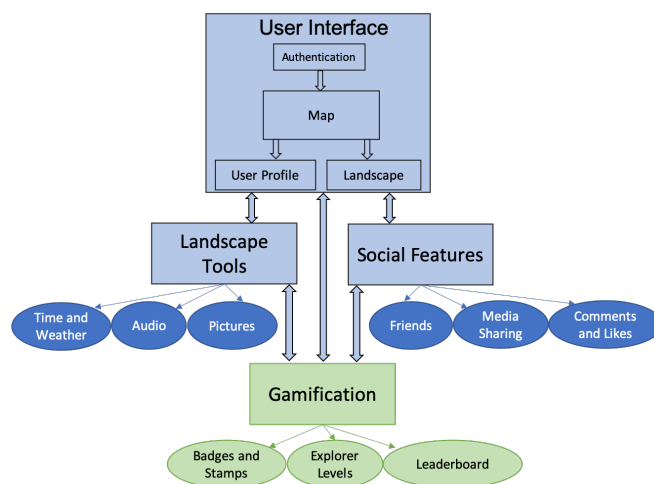 User Interface
Authentication
Map
User Profile
Landscape
Landscape
Tools
Social Features
Time and
Weather
Audio
Pictures
Friends
Media
Sharing
Comments
and Likes
Gamification
Badges and
Stamps
Explorer
Levels
Leaderboard